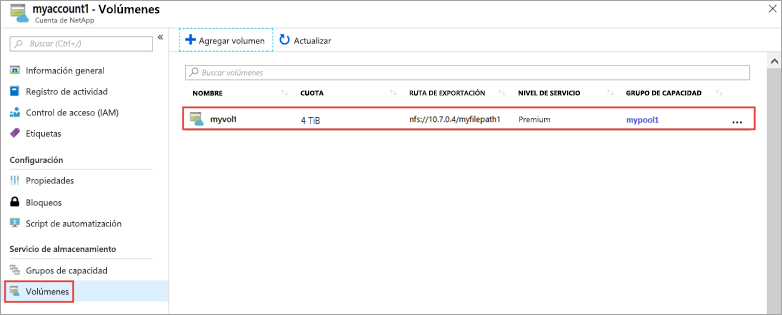 myaccount1 - Volúmenes
Cuenta de NetApp
Buscar (Ctrl+/)
Información general
Registro de actividad
Control de acceso (IAM)
Etiquetas
Configuración
Propiedades
Bloqueos
Script de automatización
Servicio de almacenamiento
Grupos de capacidad
Volúmenes
Agregar volumen Actualizar
Buscar volúmenes
NOMBRE CUOTA RUTA DE EXPORTACIÓN NIVEL DE SERVICIO GRUPO DE CAPACIDAD
myvol1 4 TiB nfs://10.7.0.4/myfilepath1 Premium mypool1 ...